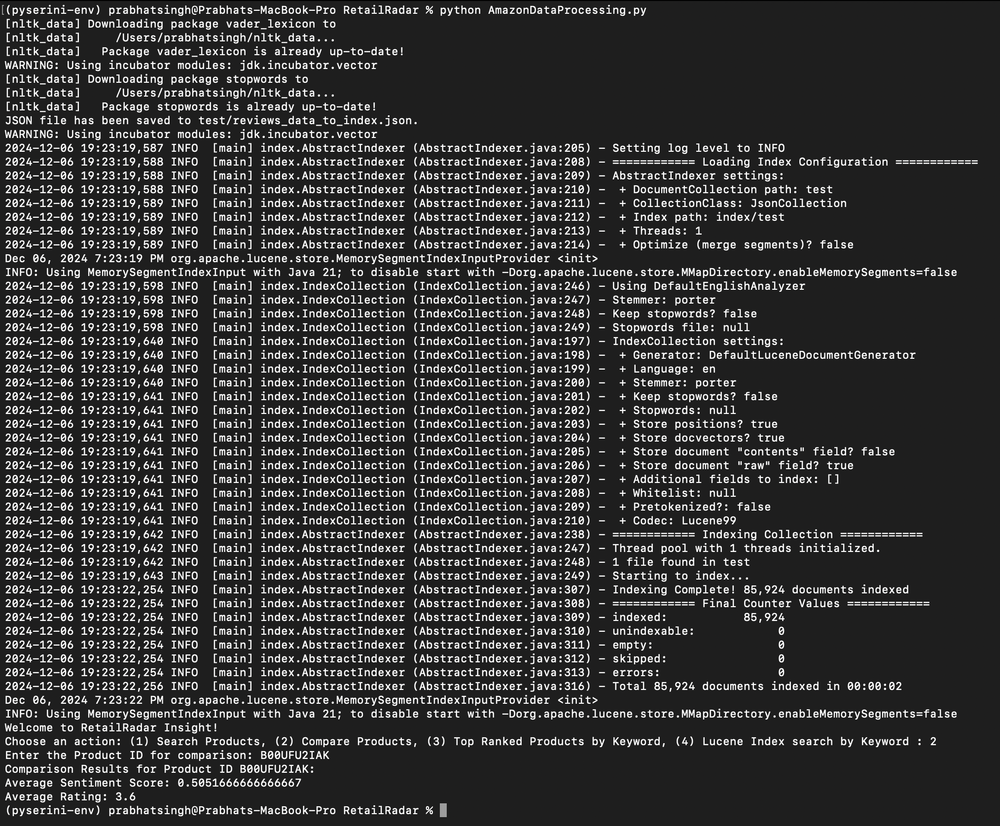 [(pyserini-env) prabhatsingh@Prabhats-MacBook-Pro RetailRadar % python AmazonDataProcessing.py
[nltk_data] Downloading package vader_lexicon to
[nltk_data]     /Users/prabhatsingh/nltk_data...
[nltk_data]   Package vader_lexicon is already up-to-date!
WARNING: Using incubator modules: jdk.incubator.vector
[nltk_data] Downloading package stopwords to
[nltk_data]     /Users/prabhatsingh/nltk_data...
[nltk_data]   Package stopwords is already up-to-date!
JSON file has been saved to test/reviews_data_to_index.json.
WARNING: Using incubator modules: jdk.incubator.vector
2024-12-06 19:23:19,587 INFO  [main] index.AbstractIndexer (AbstractIndexer.java:205) - Setting log level to INFO
2024-12-06 19:23:19,588 INFO  [main] index.AbstractIndexer (AbstractIndexer.java:208) - ============ Loading Index Configuration ============
2024-12-06 19:23:19,588 INFO  [main] index.AbstractIndexer (AbstractIndexer.java:209) - AbstractIndexer settings:
2024-12-06 19:23:19,588 INFO  [main] index.AbstractIndexer (AbstractIndexer.java:210) -  + DocumentCollection path: test
2024-12-06 19:23:19,589 INFO  [main] index.AbstractIndexer (AbstractIndexer.java:211) -  + CollectionClass: JsonCollection
2024-12-06 19:23:19,589 INFO  [main] index.AbstractIndexer (AbstractIndexer.java:212) -  + Index path: index/test
2024-12-06 19:23:19,589 INFO  [main] index.AbstractIndexer (AbstractIndexer.java:213) -  + Threads: 1
2024-12-06 19:23:19,589 INFO  [main] index.AbstractIndexer (AbstractIndexer.java:214) -  + Optimize (merge segments)? false
Dec 06, 2024 7:23:19 PM org.apache.lucene.store.MemorySegmentIndexInputProvider <init>
INFO: Using MemorySegmentIndexInput with Java 21; to disable start with -Dorg.apache.lucene.store.MMapDirectory.enableMemorySegments=false
2024-12-06 19:23:19,598 INFO  [main] index.IndexCollection (IndexCollection.java:246) - Using DefaultEnglishAnalyzer
2024-12-06 19:23:19,598 INFO  [main] index.IndexCollection (IndexCollection.java:247) - Stemmer: porter
2024-12-06 19:23:19,598 INFO  [main] index.IndexCollection (IndexCollection.java:248) - Keep stopwords? false
2024-12-06 19:23:19,598 INFO  [main] index.IndexCollection (IndexCollection.java:249) - Stopwords file: null
2024-12-06 19:23:19,640 INFO  [main] index.IndexCollection (IndexCollection.java:197) - IndexCollection settings:
2024-12-06 19:23:19,640 INFO  [main] index.IndexCollection (IndexCollection.java:198) -  + Generator: DefaultLuceneDocumentGenerator
2024-12-06 19:23:19,640 INFO  [main] index.IndexCollection (IndexCollection.java:199) -  + Language: en
2024-12-06 19:23:19,640 INFO  [main] index.IndexCollection (IndexCollection.java:200) -  + Stemmer: porter
2024-12-06 19:23:19,641 INFO  [main] index.IndexCollection (IndexCollection.java:201) -  + Keep stopwords? false
2024-12-06 19:23:19,641 INFO  [main] index.IndexCollection (IndexCollection.java:202) -  + Stopwords: null
2024-12-06 19:23:19,641 INFO  [main] index.IndexCollection (IndexCollection.java:203) -  + Store positions? true
2024-12-06 19:23:19,641 INFO  [main] index.IndexCollection (IndexCollection.java:204) -  + Store docvectors? true
2024-12-06 19:23:19,641 INFO  [main] index.IndexCollection (IndexCollection.java:205) -  + Store document "contents" field? false
2024-12-06 19:23:19,641 INFO  [main] index.IndexCollection (IndexCollection.java:206) -  + Store document "raw" field? true
2024-12-06 19:23:19,641 INFO  [main] index.IndexCollection (IndexCollection.java:207) -  + Additional fields to index: []
2024-12-06 19:23:19,641 INFO  [main] index.IndexCollection (IndexCollection.java:208) -  + Whitelist: null
2024-12-06 19:23:19,641 INFO  [main] index.IndexCollection (IndexCollection.java:209) -  + Pretokenized?: false
2024-12-06 19:23:19,641 INFO  [main] index.IndexCollection (IndexCollection.java:210) -  + Codec: Lucene99
2024-12-06 19:23:19,642 INFO  [main] index.AbstractIndexer (AbstractIndexer.java:238) - ============ Indexing Collection ============
2024-12-06 19:23:19,642 INFO  [main] index.AbstractIndexer (AbstractIndexer.java:247) - Thread pool with 1 threads initialized.
2024-12-06 19:23:19,642 INFO  [main] index.AbstractIndexer (AbstractIndexer.java:248) - 1 file found in test
2024-12-06 19:23:19,643 INFO  [main] index.AbstractIndexer (AbstractIndexer.java:249) - Starting to index...
2024-12-06 19:23:22,254 INFO  [main] index.AbstractIndexer (AbstractIndexer.java:307) - Indexing Complete! 85,924 documents indexed
2024-12-06 19:23:22,254 INFO  [main] index.AbstractIndexer (AbstractIndexer.java:308) - ============ Final Counter Values ============
2024-12-06 19:23:22,254 INFO  [main] index.AbstractIndexer (AbstractIndexer.java:309) - indexed:           85,924
2024-12-06 19:23:22,254 INFO  [main] index.AbstractIndexer (AbstractIndexer.java:310) - unindexable:            0
2024-12-06 19:23:22,254 INFO  [main] index.AbstractIndexer (AbstractIndexer.java:311) - empty:                  0
2024-12-06 19:23:22,254 INFO  [main] index.AbstractIndexer (AbstractIndexer.java:312) - skipped:                0
2024-12-06 19:23:22,254 INFO  [main] index.AbstractIndexer (AbstractIndexer.java:313) - errors:                 0
2024-12-06 19:23:22,256 INFO  [main] index.AbstractIndexer (AbstractIndexer.java:316) - Total 85,924 documents indexed in 00:00:02
Dec 06, 2024 7:23:22 PM org.apache.lucene.store.MemorySegmentIndexInputProvider <init>
INFO: Using MemorySegmentIndexInput with Java 21; to disable start with -Dorg.apache.lucene.store.MMapDirectory.enableMemorySegments=false
Welcome to RetailRadar Insight!
Choose an action: (1) Search Products, (2) Compare Products, (3) Top Ranked Products by Keyword, (4) Lucene Index search by Keyword : 2
Enter the Product ID for comparison: B00UFU2IAK
Comparison Results for Product ID B00UFU2IAK:
Average Sentiment Score: 0.5051666666666667
Average Rating: 3.6
(pyserini-env) prabhatsingh@Prabhats-MacBook-Pro RetailRadar %